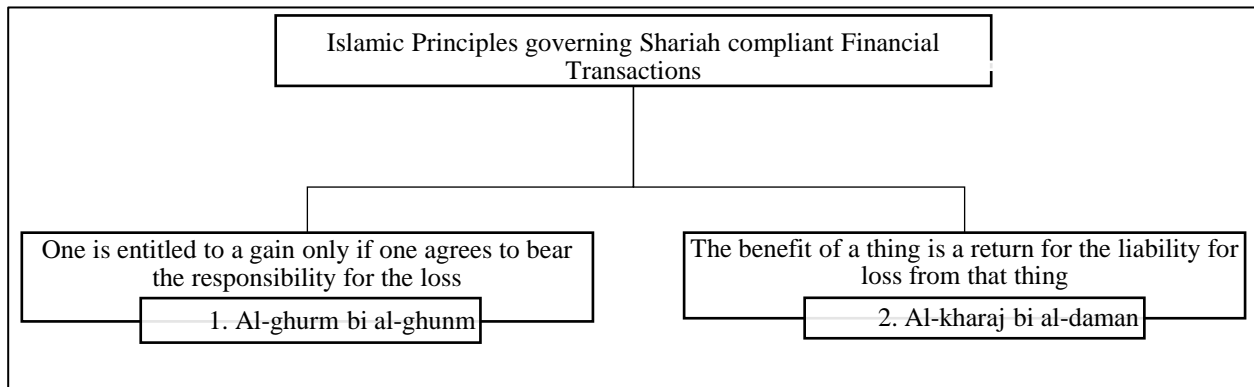 Islamic Principles governing Shariah compliant Financial
Transactions
One is entitled to a gain only if one agrees to bear
the responsibility for the loss
1. Al-ghurm bi al-ghunm
The benefit of a thing is a return for the liability for
loss from that thing
2. Al-kharaj bi al-daman